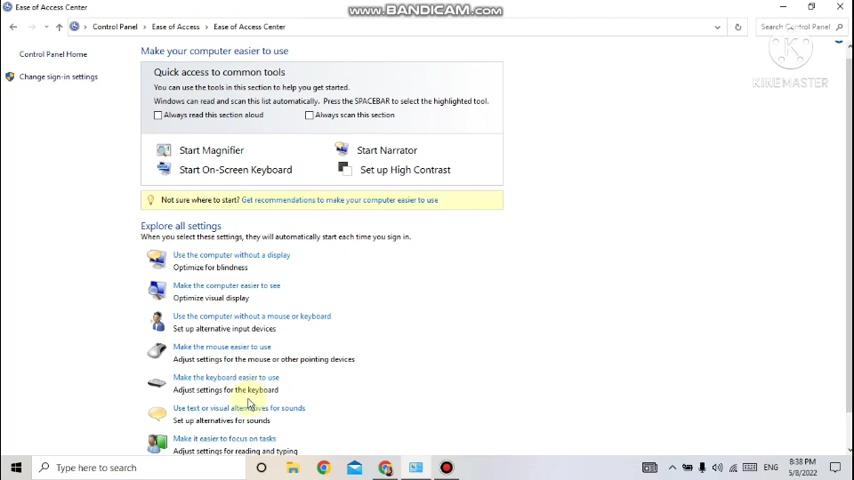 Ease of Access Center
www.BANDICAM.com
Control Panel
Ease of Access
Ease of Access Center
Search Control Panel
KINEMASTER
Control Panel Home
Change sign-in settings
Make your computer easier to use
Quick access to common tools
You can use the tools in this section to help you get started.
Windows can read and scan this list automatically. Press the SPACEBAR to select the highlighted tool.
Always read this section aloud
Always scan this section
Start Magnifier
Start Narrator
Start On-Screen Keyboard
Set up High Contrast
Not sure where to start? Get recommendations to make your computer easier to use
Explore all settings
When you select these settings, they will automatically start each time you sign in.
Use the computer without a display
Optimize for blindness
Make the computer easier to see
Optimize visual display
Use the computer without a mouse or keyboard
Set up alternative input devices
Make the mouse easier to use
Adjust settings for the mouse or other pointing devices
Make the keyboard easier to use
Adjust settings for the keyboard
Use text or visual alternatives for sounds
Set up alternatives for sounds
Make it easier to focus on tasks
Adjust settings for reading and typing
Type here to search
ENG
8:38 PM
5/8/2022